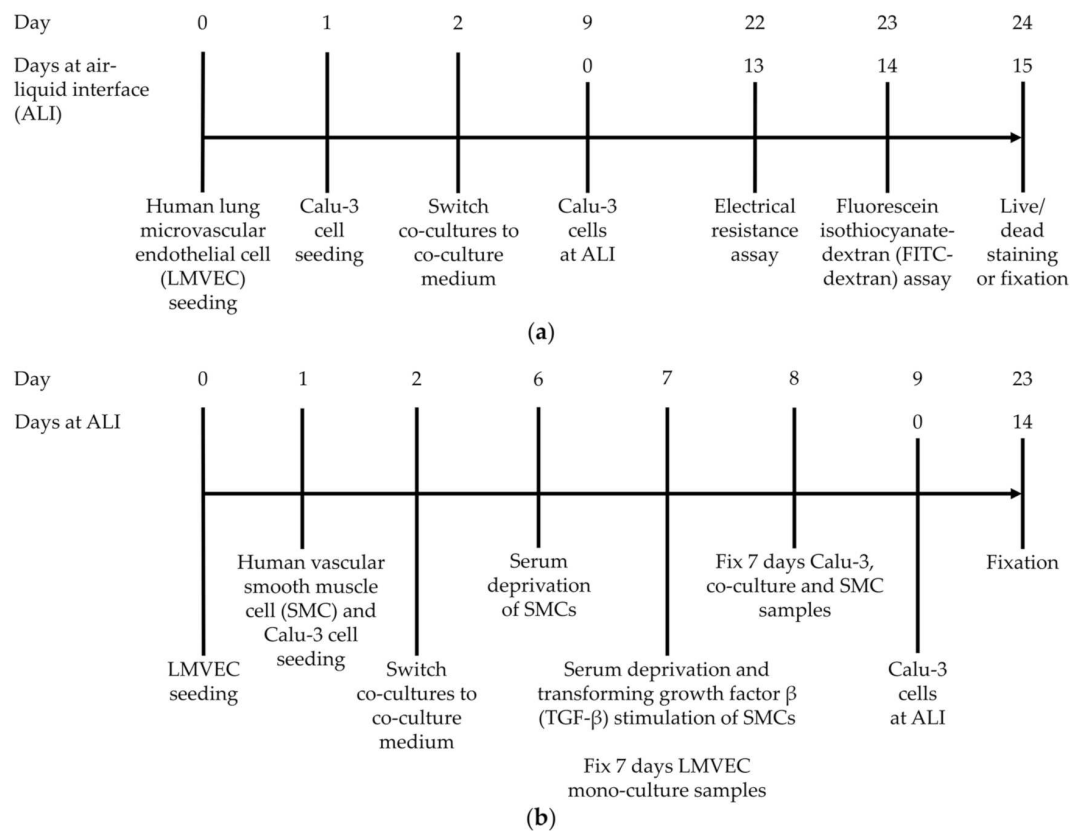 Day 0 1 2 9 22 23 24
Days at air-
liquid interface
(ALI)
0 13 14 15
Human lung
microvascular
endothelial cell
(LMVEC)
seeding
Calu-3
cell
seeding
Switch
co-cultures to
co-culture
medium
Calu-3
cells
at ALI
Electrical
resistance
assay
Fluorescein
isothiocyanate-
dextran (FITC-
dextran) assay
Live/
dead
staining
or fixation
(a)
Day 0 1 2 6 7 8 9 23
Days at ALI 0 14
LMVEC
seeding
Human vascular
smooth muscle
cell (SMC) and
Calu-3 cell
seeding
Switch
co-cultures to
co-culture
medium
Serum
deprivation
of SMCs
Serum deprivation and
transforming growth factor β
(TGF-β) stimulation of SMCs
Fix 7 days LMVEC
mono-culture samples
Fix 7 days Calu-3,
co-culture and SMC
samples
Calu-3
cells
at ALI
Fixation
(b)